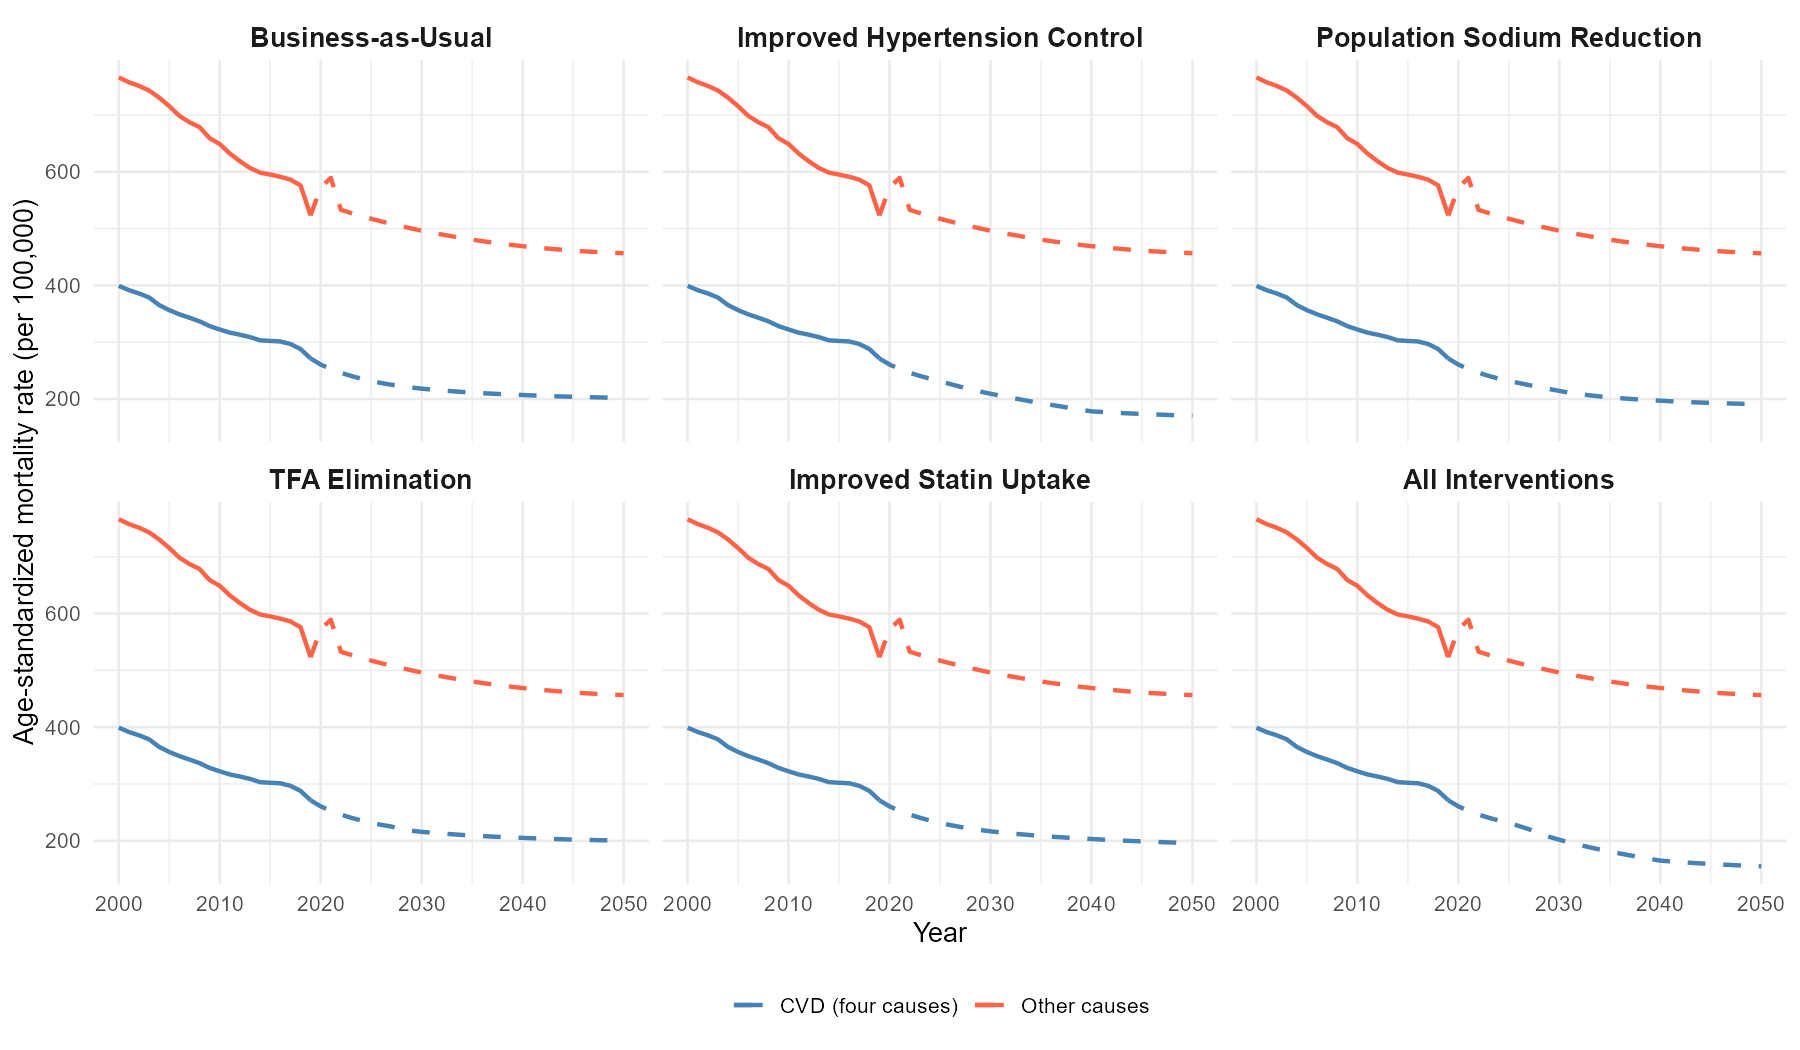 Business-as-Usual
Improved Hypertension Control
Population Sodium Reduction
600
400
200
TFA Elimination
Improved Statin Uptake
All Interventions
600
400
200
Age-standardized mortality rate (per 100,000)
2000 2010 2020 2030 2040 2050
2000 2010 2020 2030 2040 2050
2000 2010 2020 2030 2040 2050
Year
CVD (four causes)
Other causes